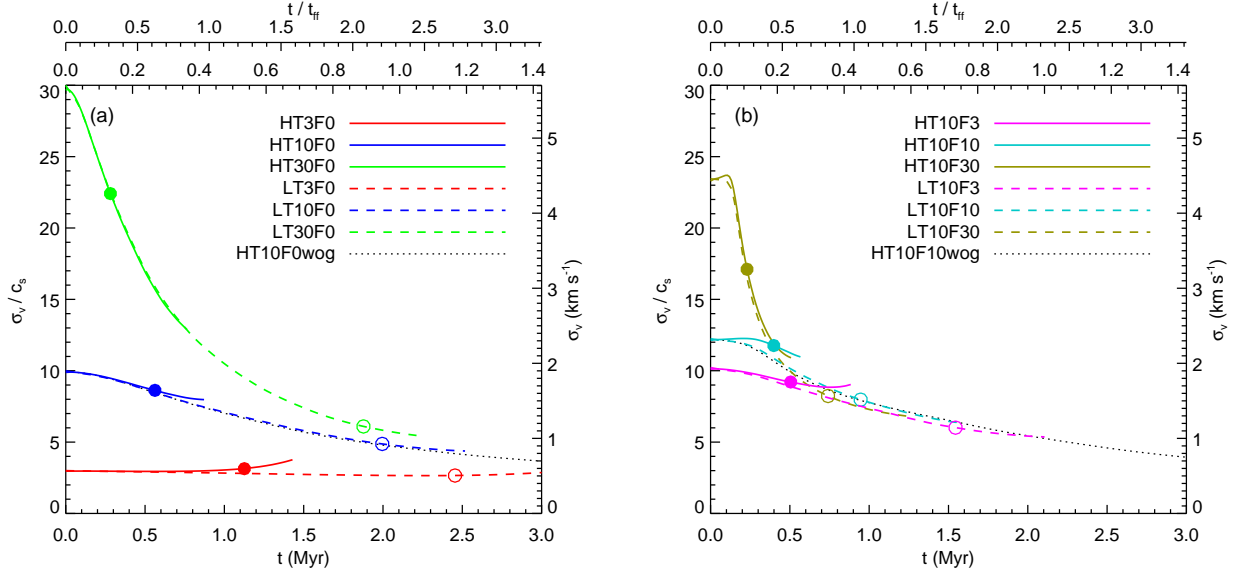 t / t_ff
0.0 0.5 1.0 1.5 2.0 2.5 3.0
0.0 0.2 0.4 0.6 0.8 1.0 1.2 1.4
(a)
HT3F0
HT10F0
HT30F0
LT3F0
LT10F0
LT30F0
HT10F0wog
30
25
20
15
10
5
0
σ_v / c_s
5
4
3
2
1
0
σ_v (km s⁻¹)
0.0 0.5 1.0 1.5 2.0 2.5 3.0
t (Myr)
t / t_ff
0.0 0.5 1.0 1.5 2.0 2.5 3.0
0.0 0.2 0.4 0.6 0.8 1.0 1.2 1.4
(b)
HT10F3
HT10F10
HT10F30
LT10F3
LT10F10
LT10F30
HT10F10wog
30
25
20
15
10
5
0
σ_v / c_s
5
4
3
2
1
0
σ_v (km s⁻¹)
0.0 0.5 1.0 1.5 2.0 2.5 3.0
t (Myr)